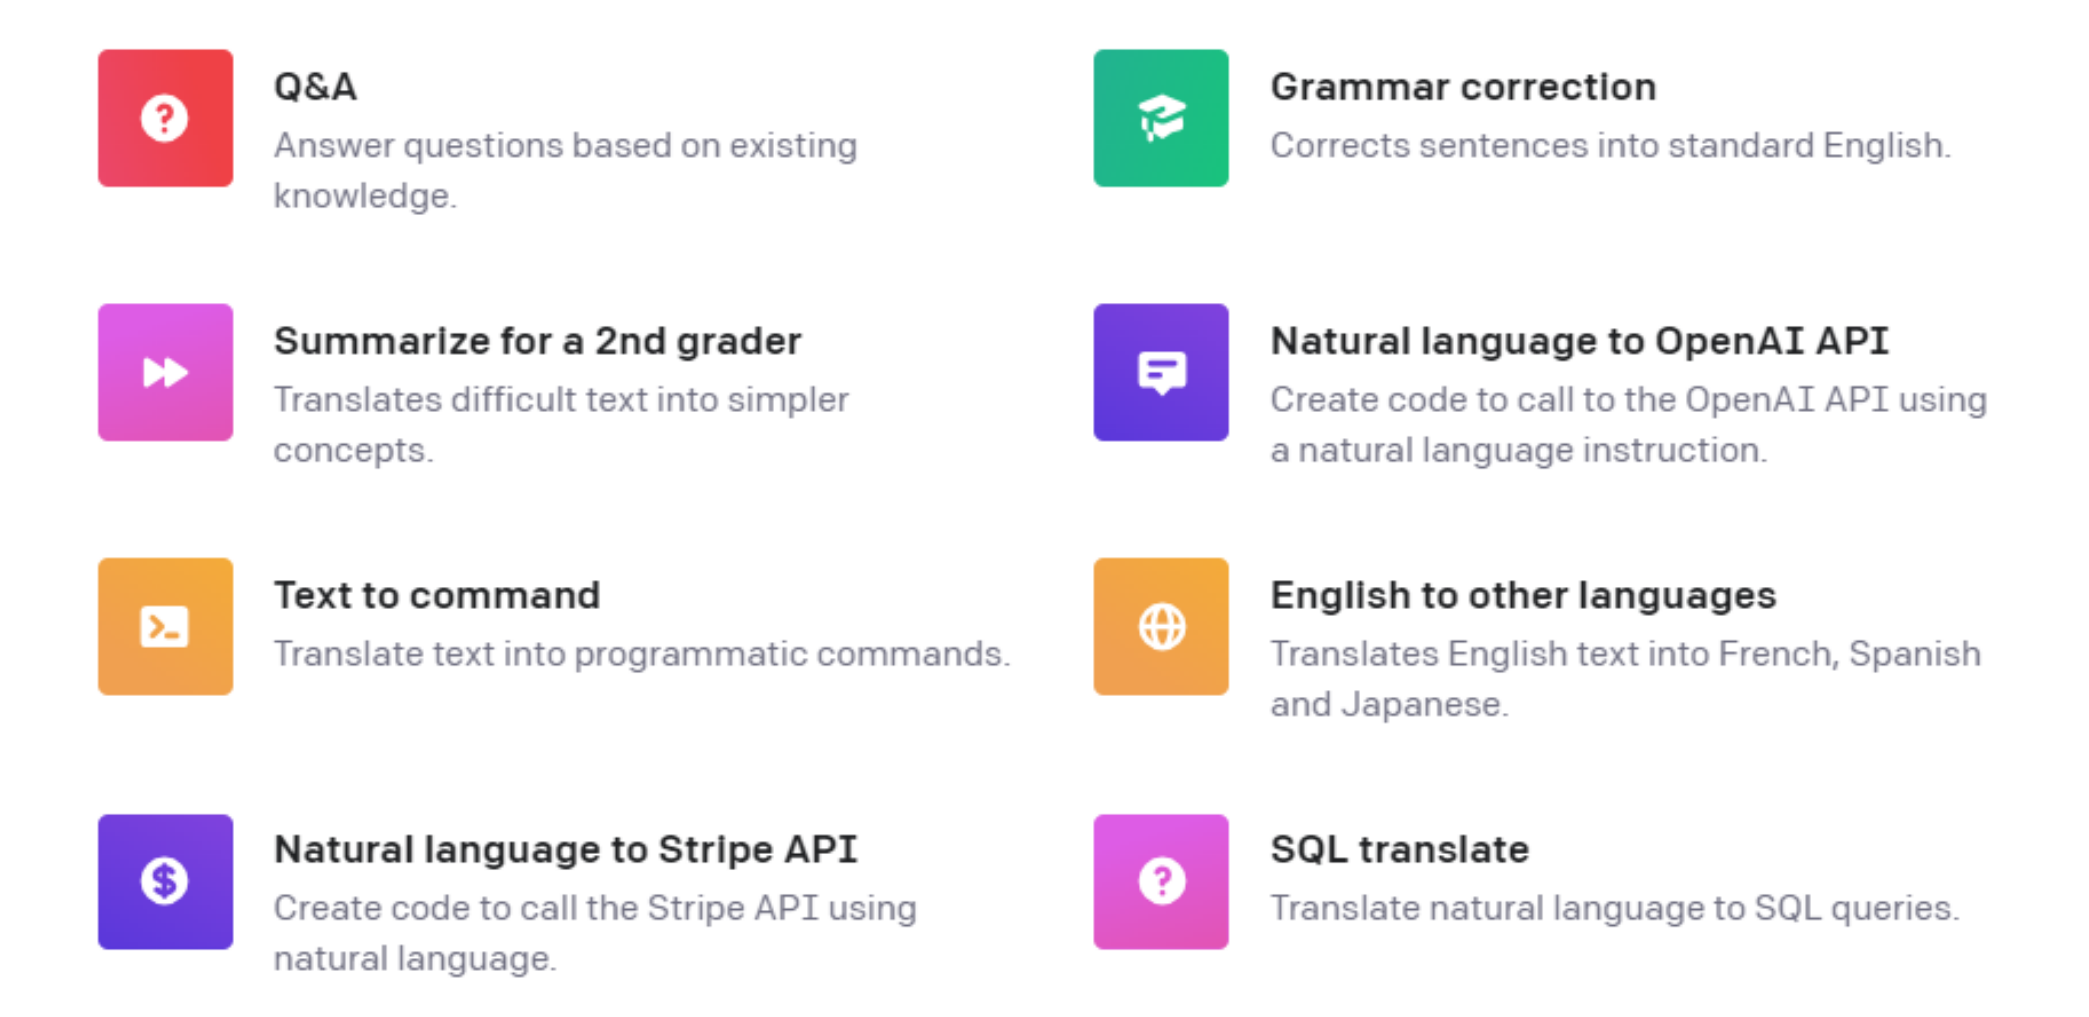 Q&A
Answer questions based on existing
knowledge.
Grammar correction
Corrects sentences into standard English.
Summarize for a 2nd grader
Translates difficult text into simpler
concepts.
Natural language to OpenAI API
Create code to call to the OpenAI API using
a natural language instruction.
Text to command
Translate text into programmatic commands.
English to other languages
Translates English text into French, Spanish
and Japanese.
Natural language to Stripe API
Create code to call the Stripe API using
natural language.
SQL translate
Translate natural language to SQL queries.